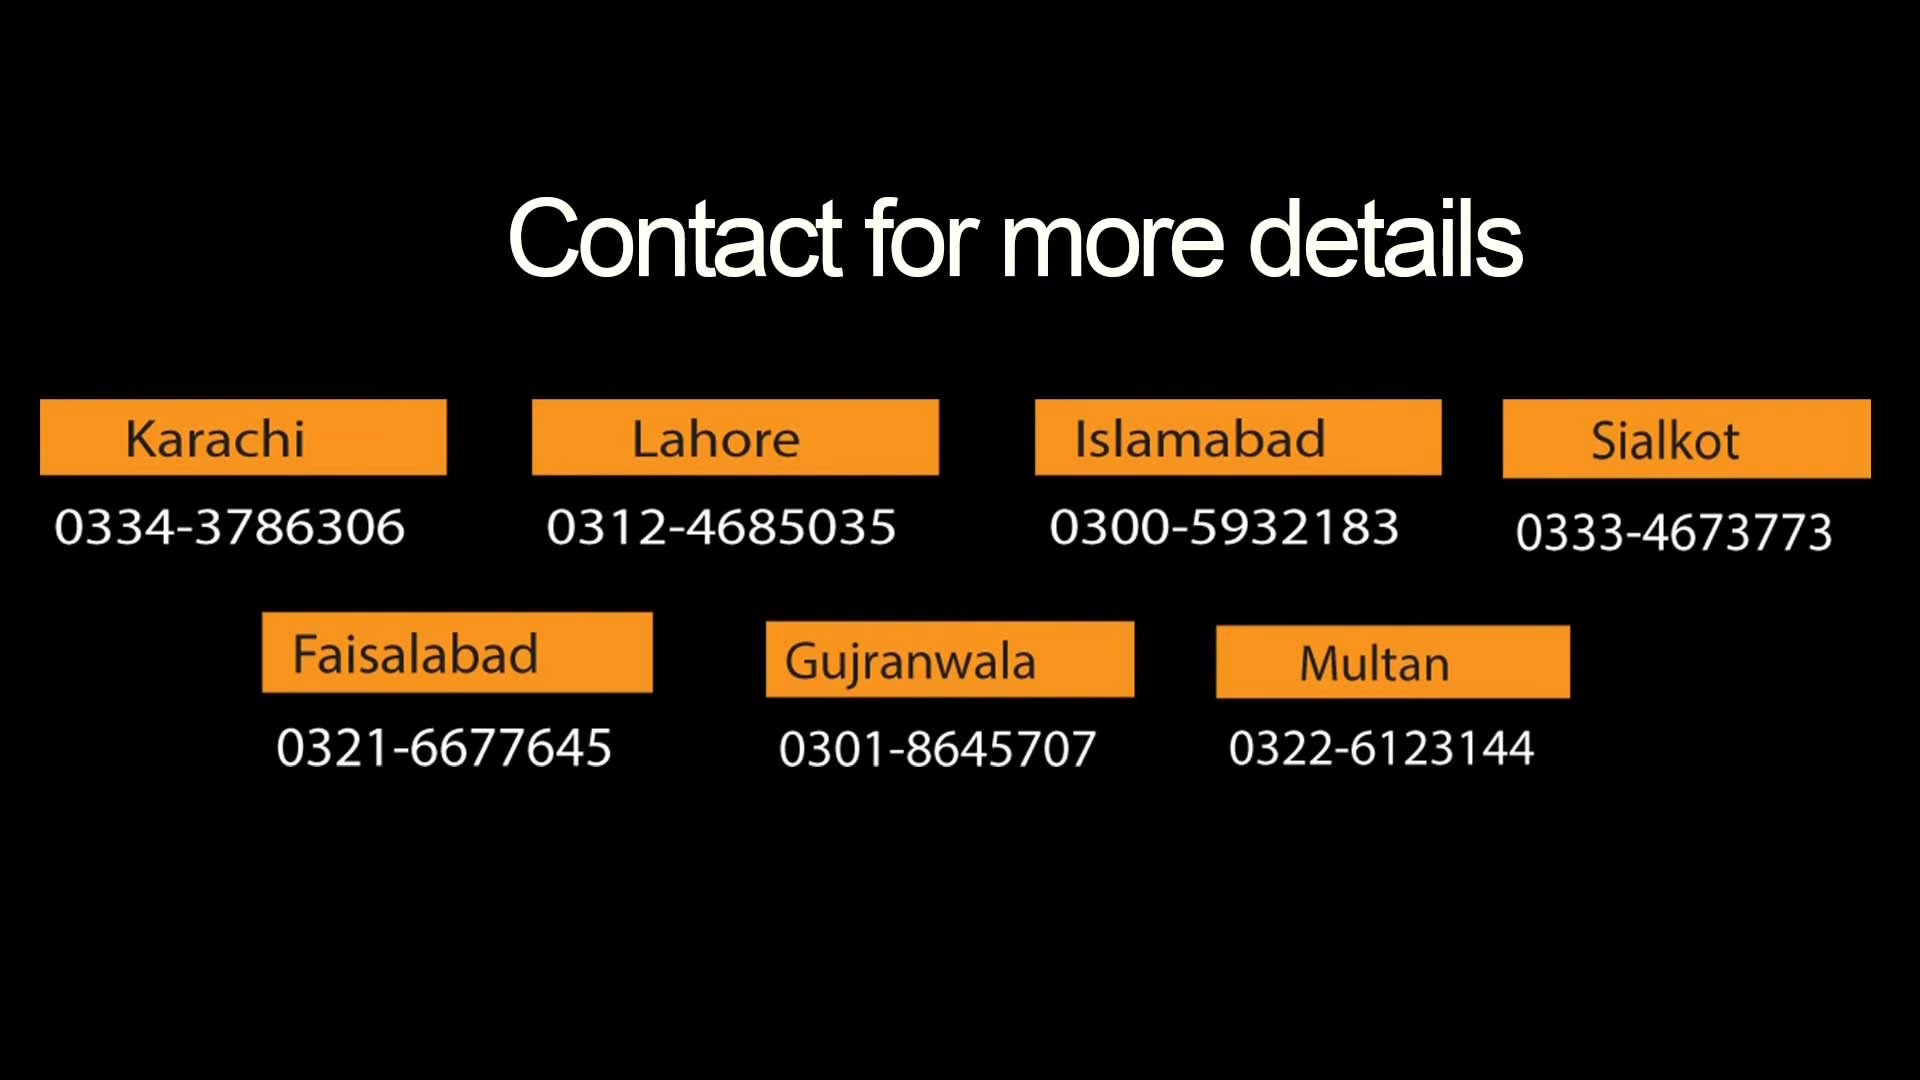 Contact for more details
Karachi Lahore Islamabad Sialkot
0334-3786306 0312-4685035 0300-5932183 0333-4673773
Faisalabad Gujranwala Multan
0321-6677645 0301-8645707 0322-6123144